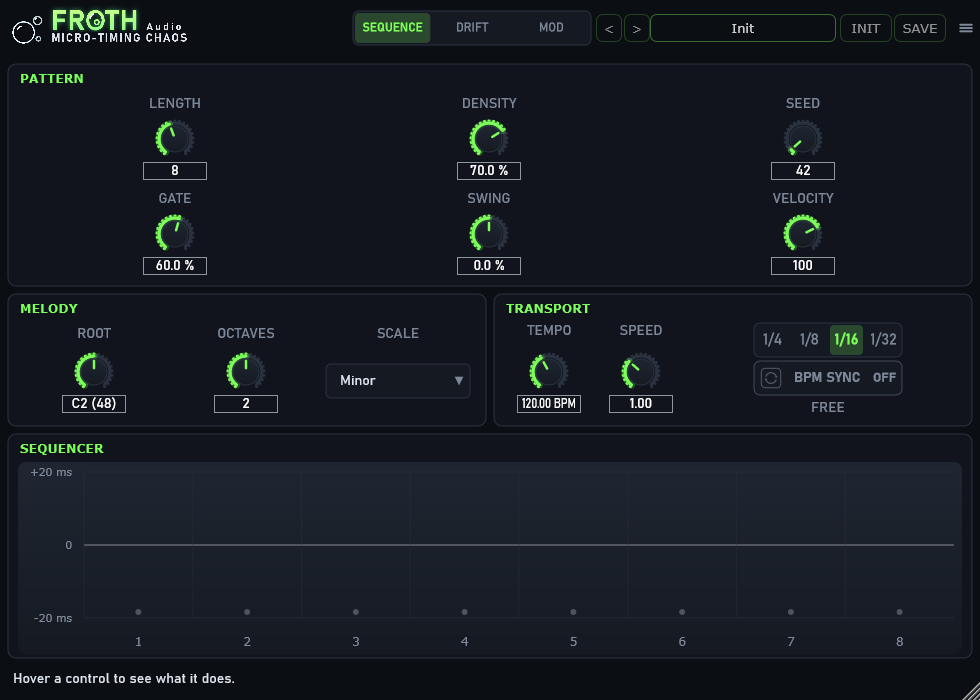 FROTH Audio
MICRO-TIMING CHAOS
SEQUENCE DRIFT MOD
< > Init INIT SAVE
PATTERN
LENGTH DENSITY SEED
8 70.0 % 42
GATE SWING VELOCITY
60.0 % 0.0 % 100
MELODY
ROOT OCTAVES SCALE
Minor
C2 (48) 2
TRANSPORT
TEMPO SPEED
1/4 1/8 1/16 1/32
BPM SYNC OFF
120.00 BPM 1.00
FREE
SEQUENCER
+20 ms
0
-20 ms
1 2 3 4 5 6 7 8
Hover a control to see what it does.